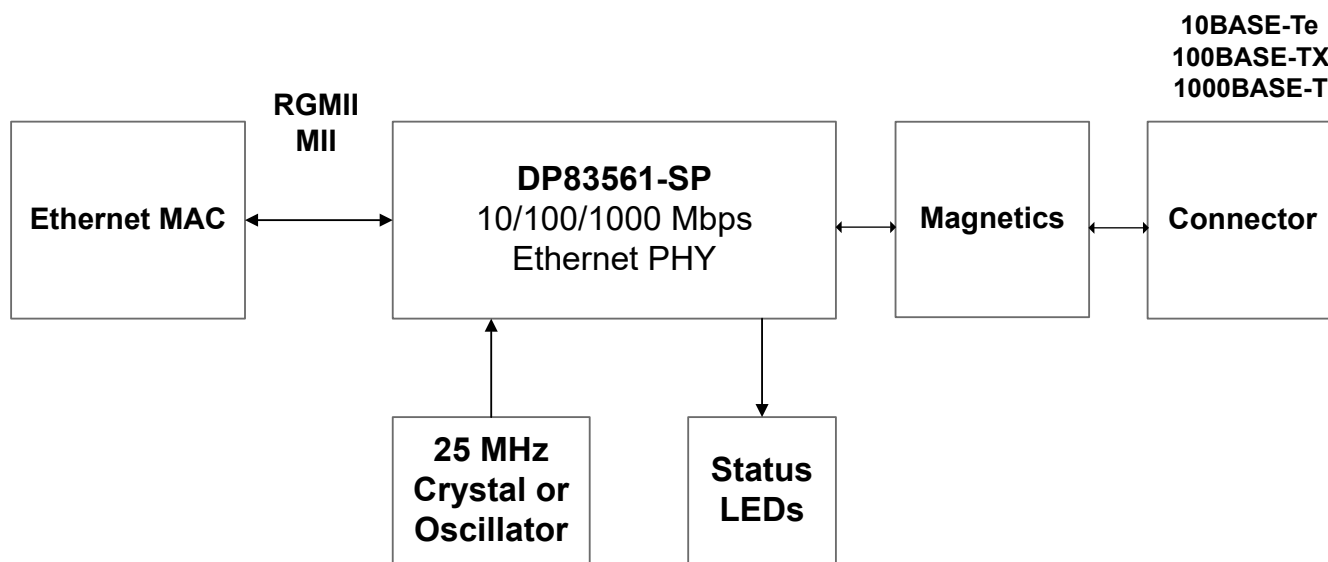 10BASE-Te
100BASE-TX
1000BASE-T
RGMII
MII
Ethernet MAC
DP83561-SP
10/100/1000 Mbps
Ethernet PHY
Magnetics
Connector
25 MHz
Crystal or
Oscillator
Status
LEDs